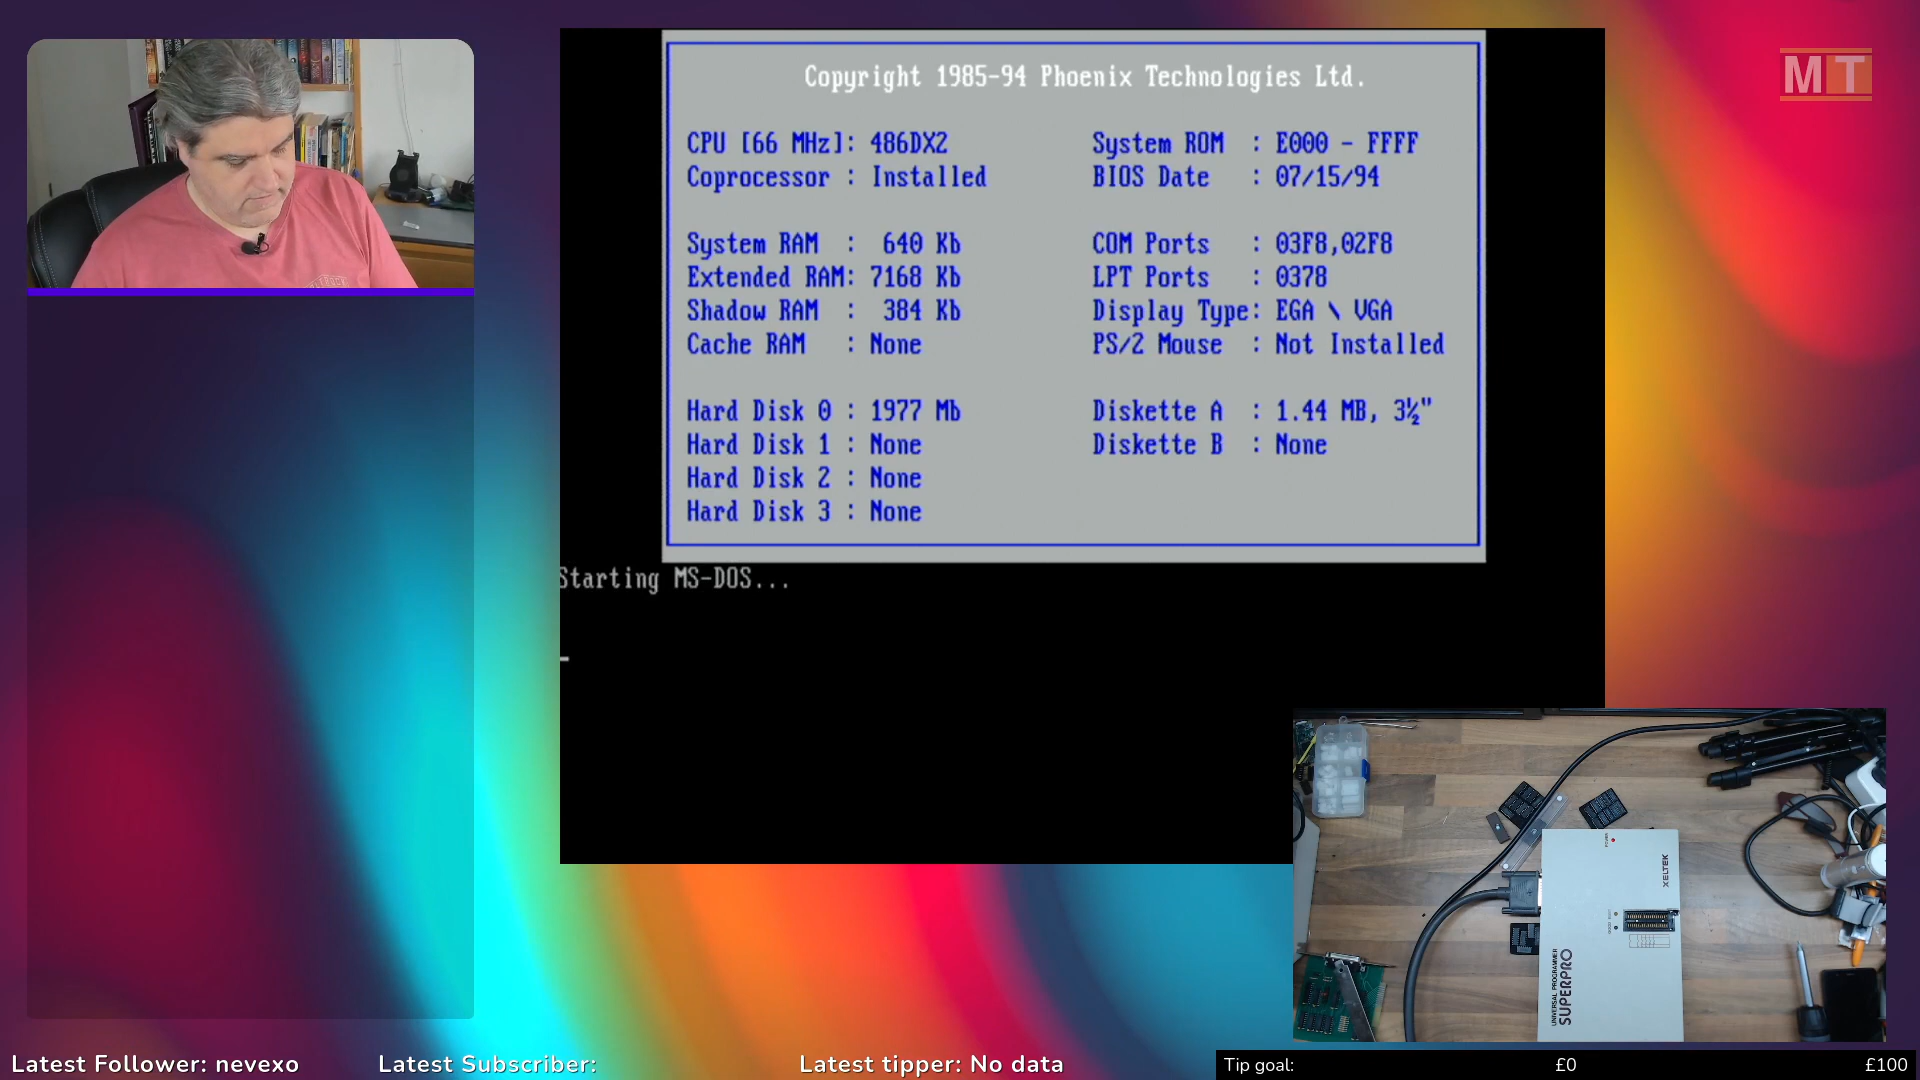 MT
Copyright 1985-94 Phoenix Technologies Ltd.
CPU [66 MHz]: 486DX2
System ROM : E000 - FFFF
Coprocessor : Installed
BIOS Date : 07/15/94
System RAM : 640 Kb
COM Ports : 03F8,02F8
Extended RAM: 7168 Kb
LPT Ports : 0378
Shadow RAM : 384 Kb
Display Type: EGA \ VGA
Cache RAM : None
PS/2 Mouse : Not Installed
Hard Disk 0 : 1977 Mb
Diskette A : 1.44 MB, 3½"
Hard Disk 1 : None
Diskette B : None
Hard Disk 2 : None
Hard Disk 3 : None
Starting MS-DOS...
XELTEK
UNIVERSAL PROGRAMMER
SUPERPRO
Latest Follower: nevexo
Latest Subscriber:
Latest tipper: No data
Tip goal:
£0
£100